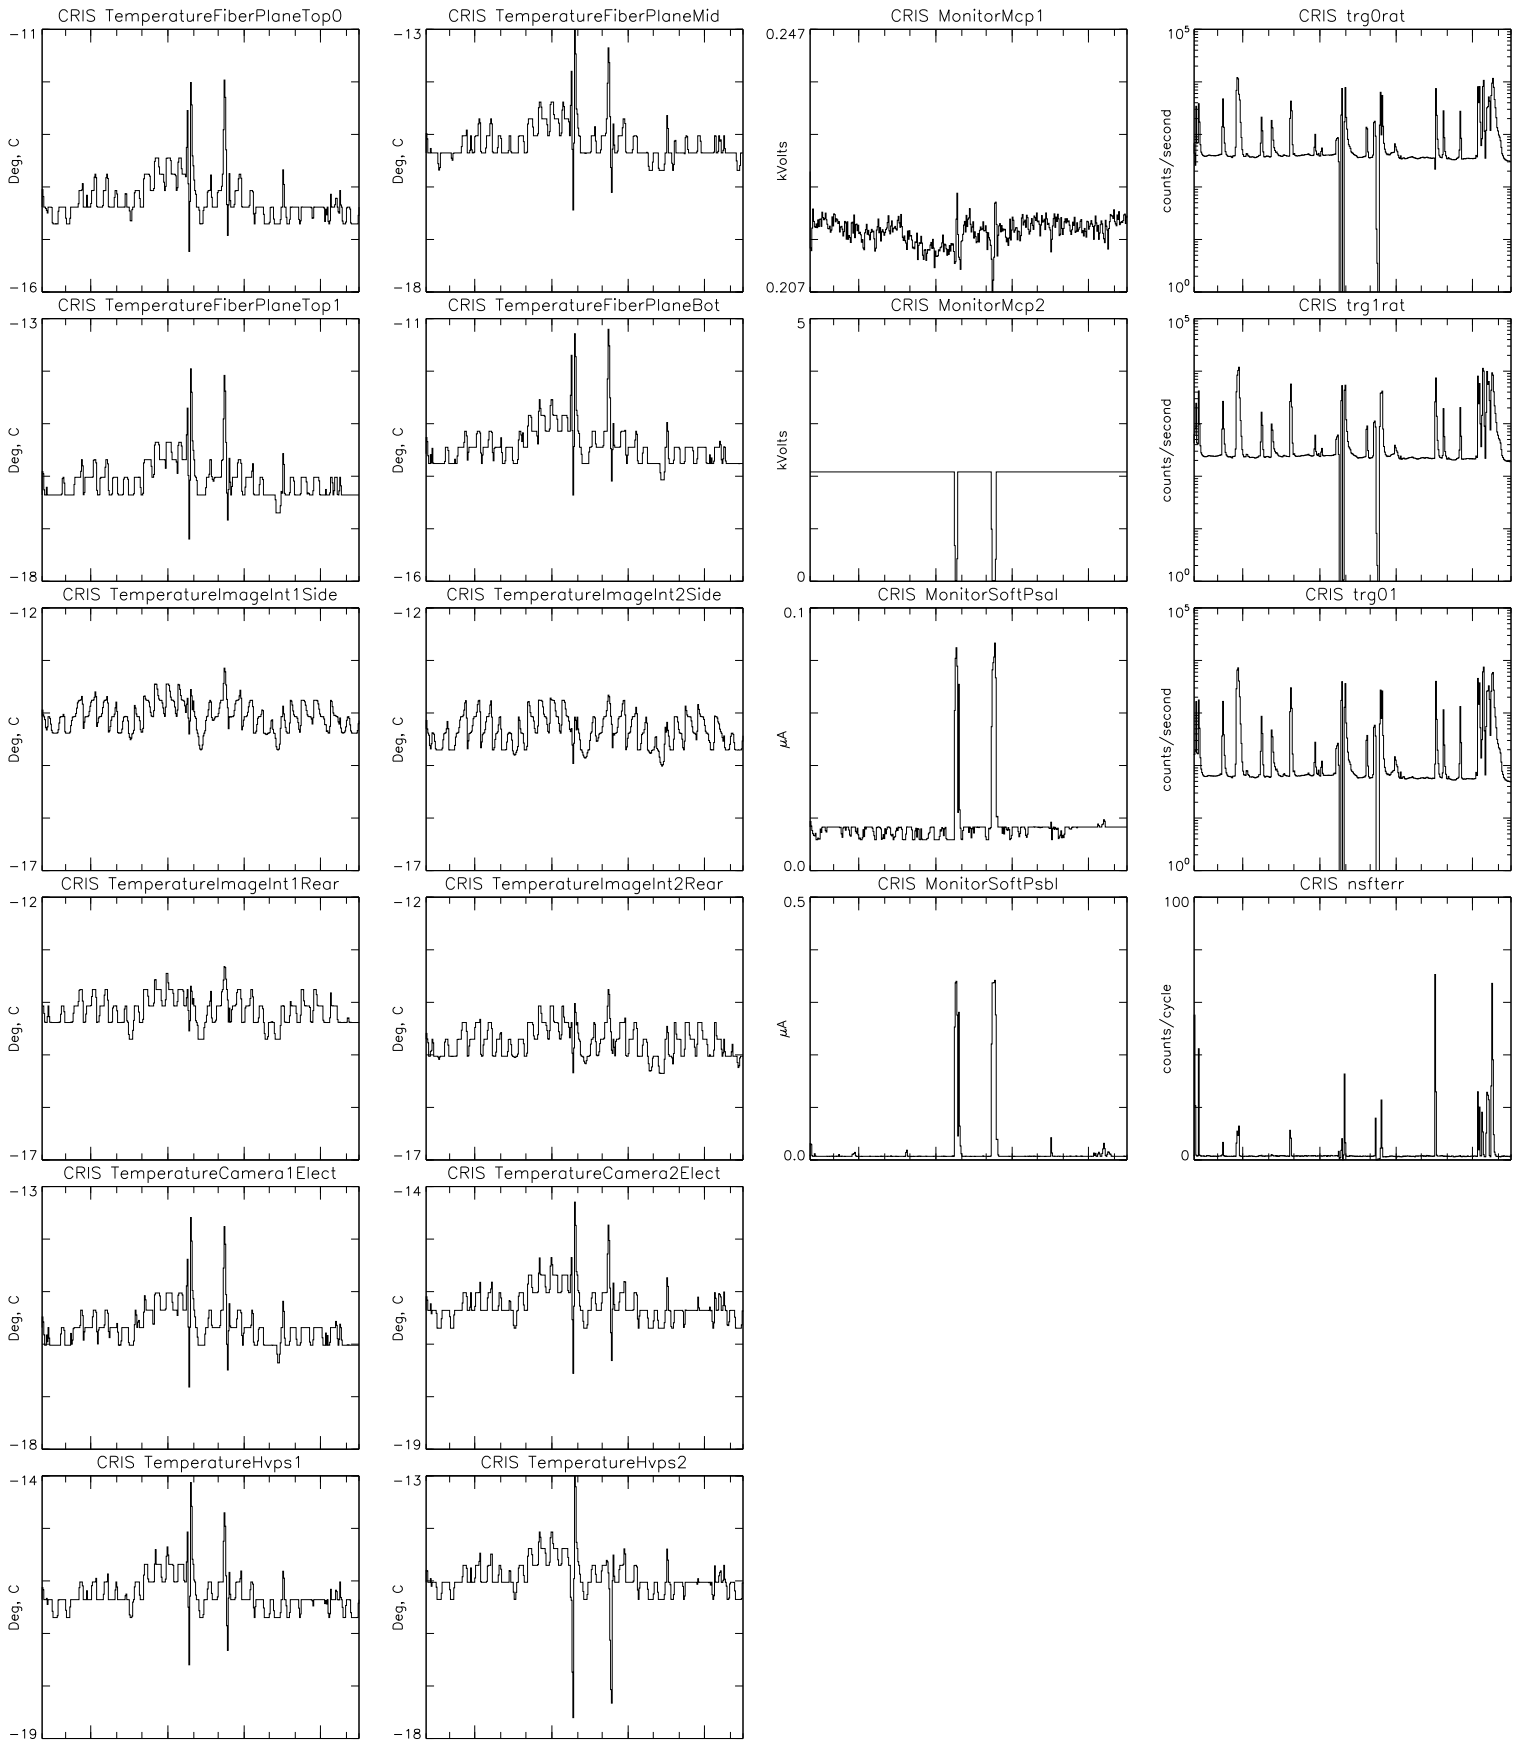 CRIS TemperatureFiberPlaneTop0
-11
Deg, C
-16
CRIS TemperatureFiberPlaneMid
-13
Deg, C
-18
CRIS MonitorMcp1
0.247
kVolts
0.207
CRIS trg0rat
10^5
counts/second
10^0
CRIS TemperatureFiberPlaneTop1
-13
Deg, C
-18
CRIS TemperatureFiberPlaneBot
-11
Deg, C
-16
CRIS MonitorMcp2
5
kVolts
0
CRIS trg1rat
10^5
counts/second
10^0
CRIS TemperatureImageInt1Side
-12
Deg, C
-17
CRIS TemperatureImageInt2Side
-12
Deg, C
-17
CRIS MonitorSoftPsaI
0.1
μA
0.0
CRIS trg01
10^5
counts/second
10^0
CRIS TemperatureImageInt1Rear
-12
Deg, C
-17
CRIS TemperatureImageInt2Rear
-12
Deg, C
-17
CRIS MonitorSoftPsbI
0.5
μA
0.0
CRIS nsfterr
100
counts/cycle
0
CRIS TemperatureCamera1Elect
-13
Deg, C
-18
CRIS TemperatureCamera2Elect
-14
Deg, C
-19
CRIS TemperatureHvps1
-14
Deg, C
-19
CRIS TemperatureHvps2
-13
Deg, C
-18